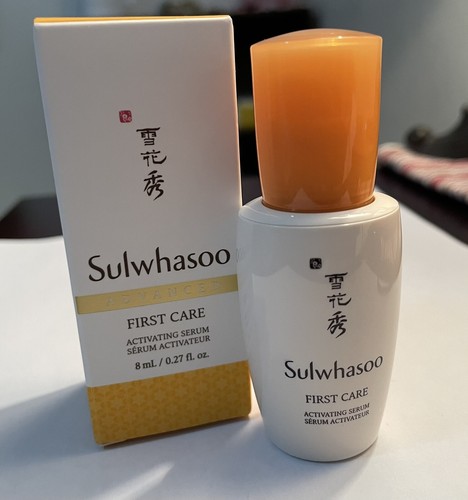 雪
花
秀
Sulwhasoo
ADVANCED
FIRST CARE
ACTIVATING SERUM
SÉRUM ACTIVATEUR
8 mL / 0.27 fl. oz.
雪
花
秀
Sulwhasoo
FIRST CARE
ACTIVATING SERUM
SÉRUM ACTIVATEUR